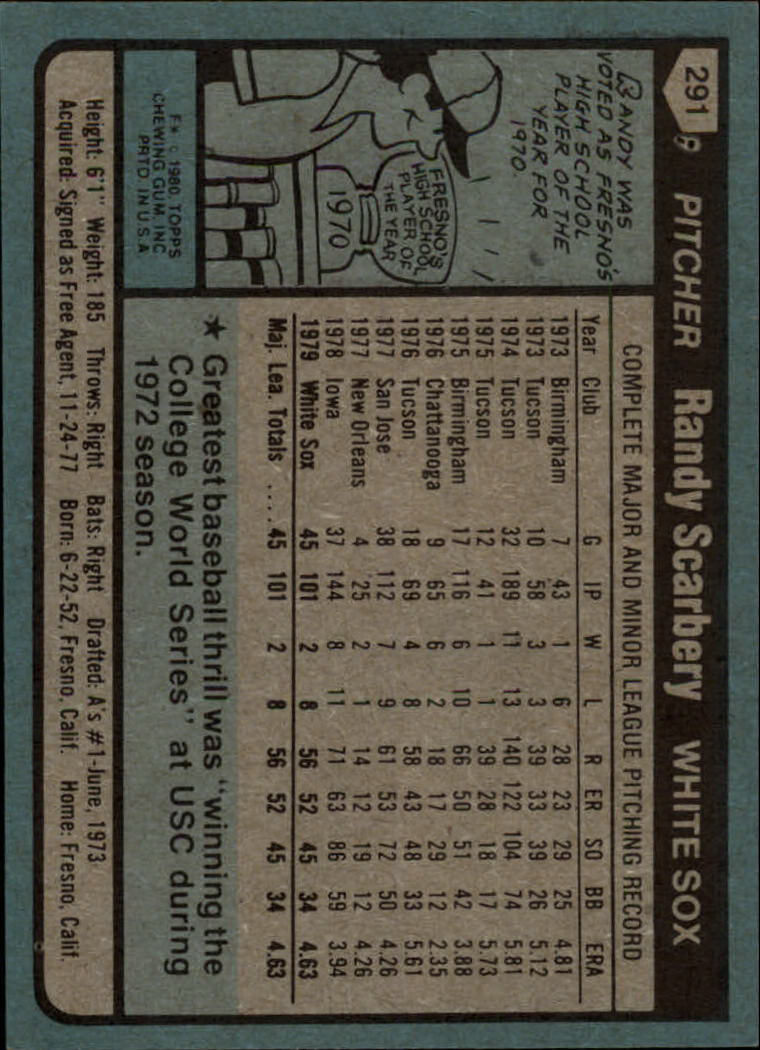 291 PITCHER Randy Scarbery WHITE SOX
RANDY WAS
VOTED AS FRESNO'S
HIGH SCHOOL
PLAYER OF THE
YEAR FOR
1970.
FRESNO'S
HIGH SCHOOL
PLAYER OF
THE YEAR
1970
F* © 1980 TOPPS
CHEWING GUM, INC.
PRTD. IN U.S.A.
COMPLETE MAJOR AND MINOR LEAGUE PITCHING RECORD
Year Club G IP W L R ER SO BB ERA
1973 Birmingham 7 43 1 6 28 23 29 25 4.81
1973 Tucson 10 58 3 3 39 33 39 26 5.12
1974 Tucson 32 189 11 13 140 122 104 74 5.81
1975 Tucson 12 41 1 1 39 28 18 17 5.73
1975 Birmingham 17 116 6 10 66 50 51 42 3.88
1976 Chattanooga 9 65 6 2 18 17 29 12 2.35
1976 Tucson 18 69 4 8 58 43 48 33 5.61
1977 San Jose 38 112 7 9 61 53 72 50 4.26
1977 New Orleans 4 25 2 1 14 12 19 12 4.26
1978 Iowa 37 144 8 11 71 63 86 59 3.94
1979 White Sox 45 101 2 8 56 52 45 34 4.63
Maj. Lea. Totals .... 45 101 2 8 56 52 45 34 4.63
★ Greatest baseball thrill was "winning the
College World Series" at USC during
1972 season.
Height: 6'1" Weight: 185 Throws: Right Bats: Right Drafted: A's #1-June, 1973
Acquired: Signed as Free Agent, 11-24-77 Born: 6-22-52, Fresno, Calif. Home: Fresno, Calif.